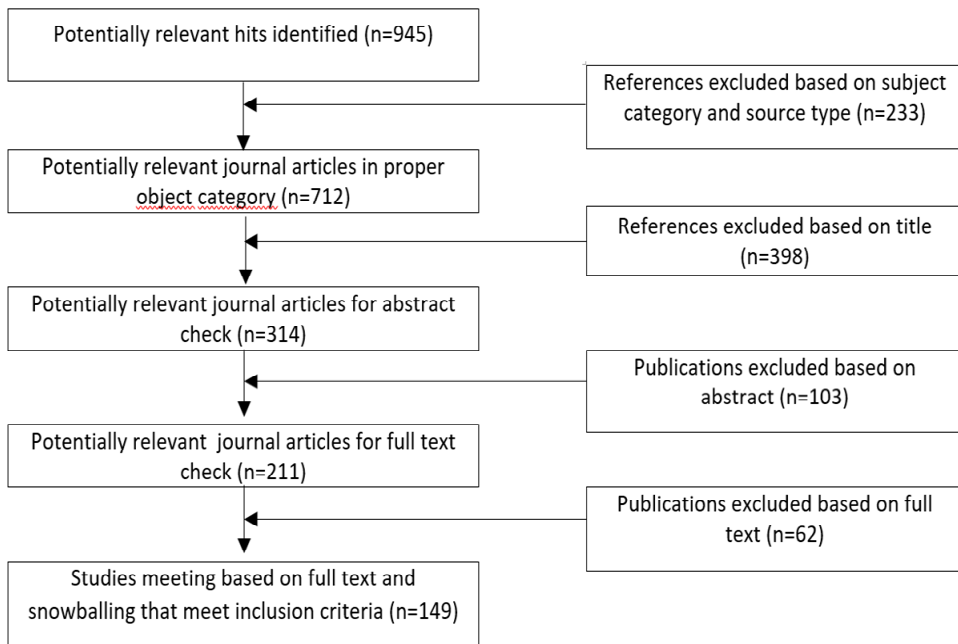 Potentially relevant hits identified (n=945)
References excluded based on subject
category and source type (n=233)
Potentially relevant journal articles in proper
object category (n=712)
References excluded based on title
(n=398)
Potentially relevant journal articles for abstract
check (n=314)
Publications excluded based on
abstract (n=103)
Potentially relevant journal articles for full text
check (n=211)
Publications excluded based on full
text (n=62)
Studies meeting based on full text and
snowballing that meet inclusion criteria (n=149)